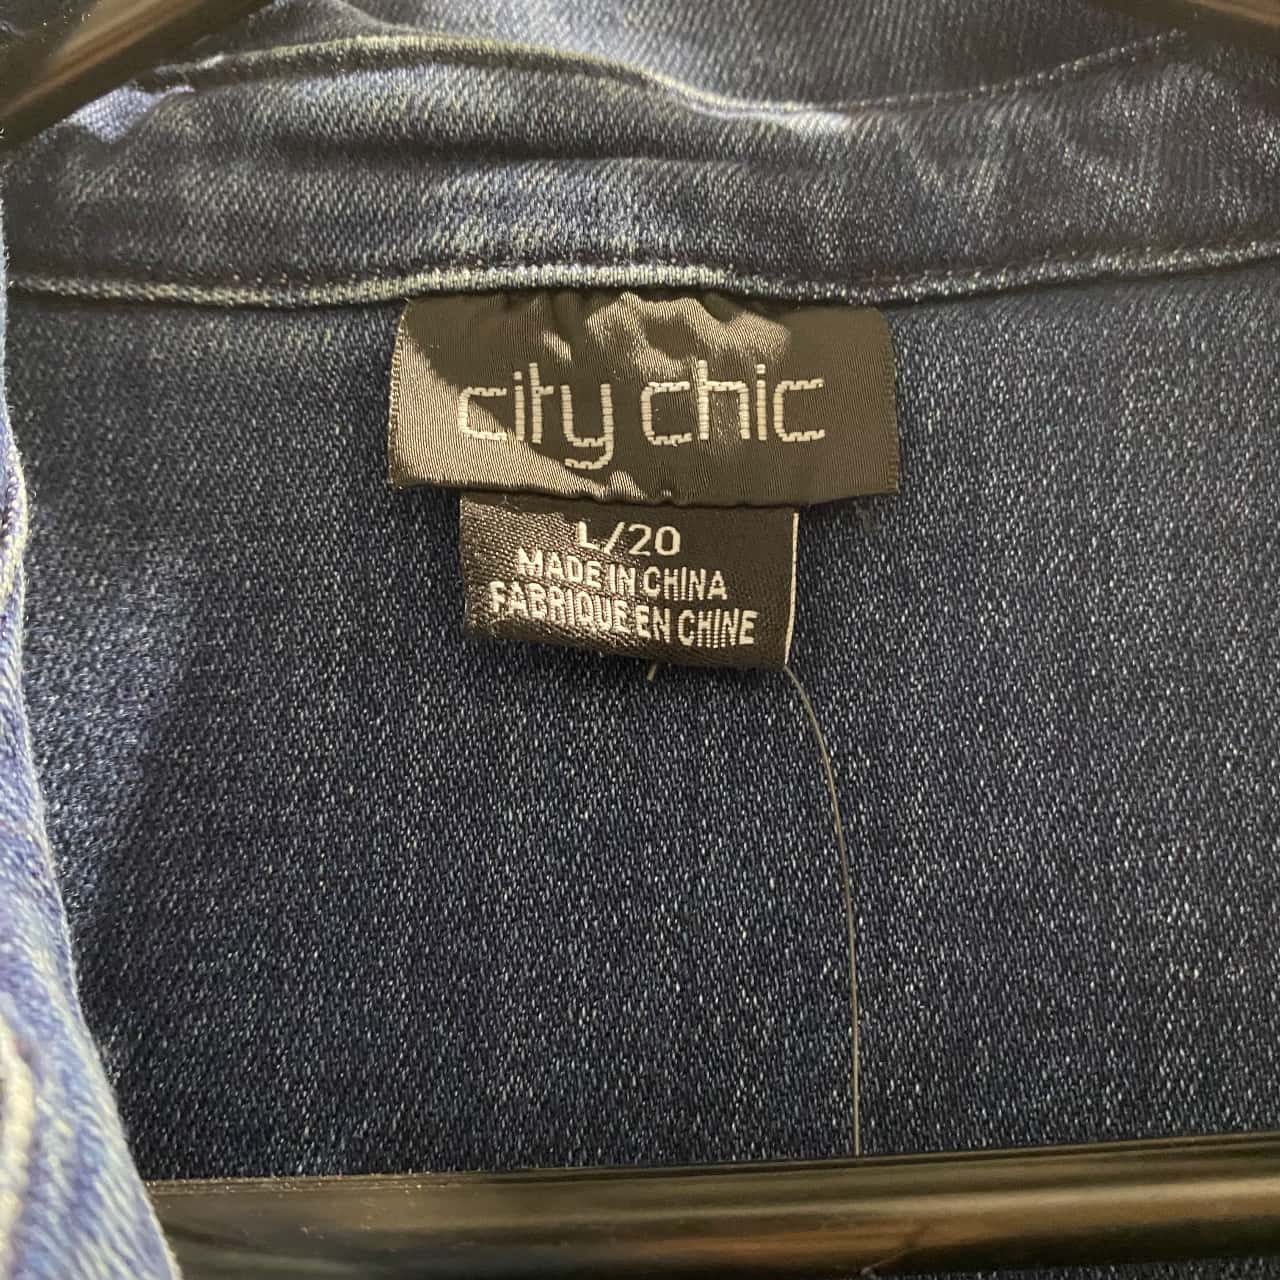 city chic
L/20
MADE IN CHINA
FABRIQUE EN CHINE